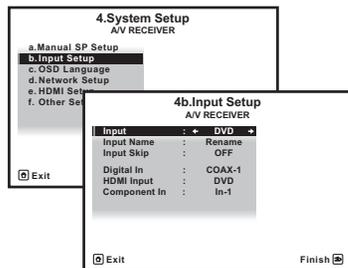 4.System Setup
A/V RECEIVER
a.Manual SP Setup
b.Input Setup
c.OSD Language
d.Network Setup
e.HDMI Setup
f. Other Set
Exit
4b.Input Setup
A/V RECEIVER
Input : DVD
Input Name : Rename
Input Skip : OFF
Digital In : COAX-1
HDMI Input : DVD
Component In : In-1
Exit
Finish